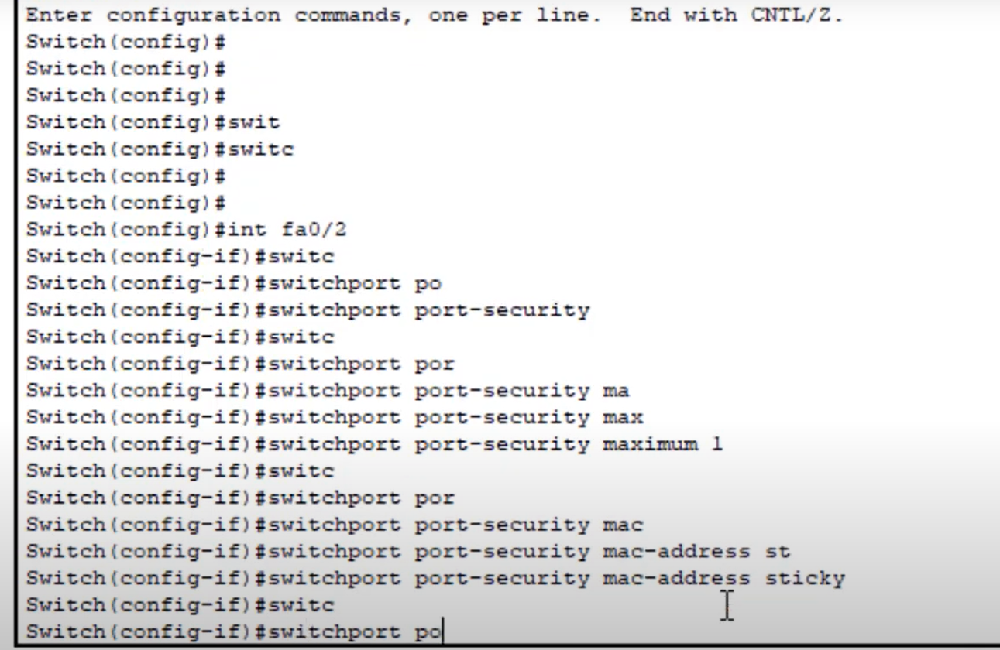 Enter configuration commands, one per line.  End with CNTL/Z.
Switch(config)#
Switch(config)#
Switch(config)#
Switch(config)#swit
Switch(config)#switc
Switch(config)#
Switch(config)#
Switch(config)#int fa0/2
Switch(config-if)#switc
Switch(config-if)#switchport po
Switch(config-if)#switchport port-security
Switch(config-if)#switc
Switch(config-if)#switchport por
Switch(config-if)#switchport port-security ma
Switch(config-if)#switchport port-security max
Switch(config-if)#switchport port-security maximum 1
Switch(config-if)#switc
Switch(config-if)#switchport por
Switch(config-if)#switchport port-security mac
Switch(config-if)#switchport port-security mac-address st
Switch(config-if)#switchport port-security mac-address sticky
Switch(config-if)#switc
Switch(config-if)#switchport po